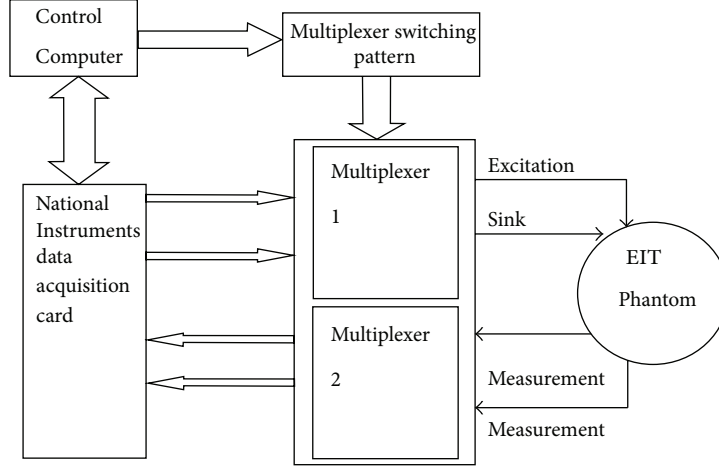 Control
Computer
Multiplexer switching
pattern
National
Instruments
data
acquisition
card
Multiplexer
1
Multiplexer
2
Excitation
Sink
EIT
Phantom
Measurement
Measurement